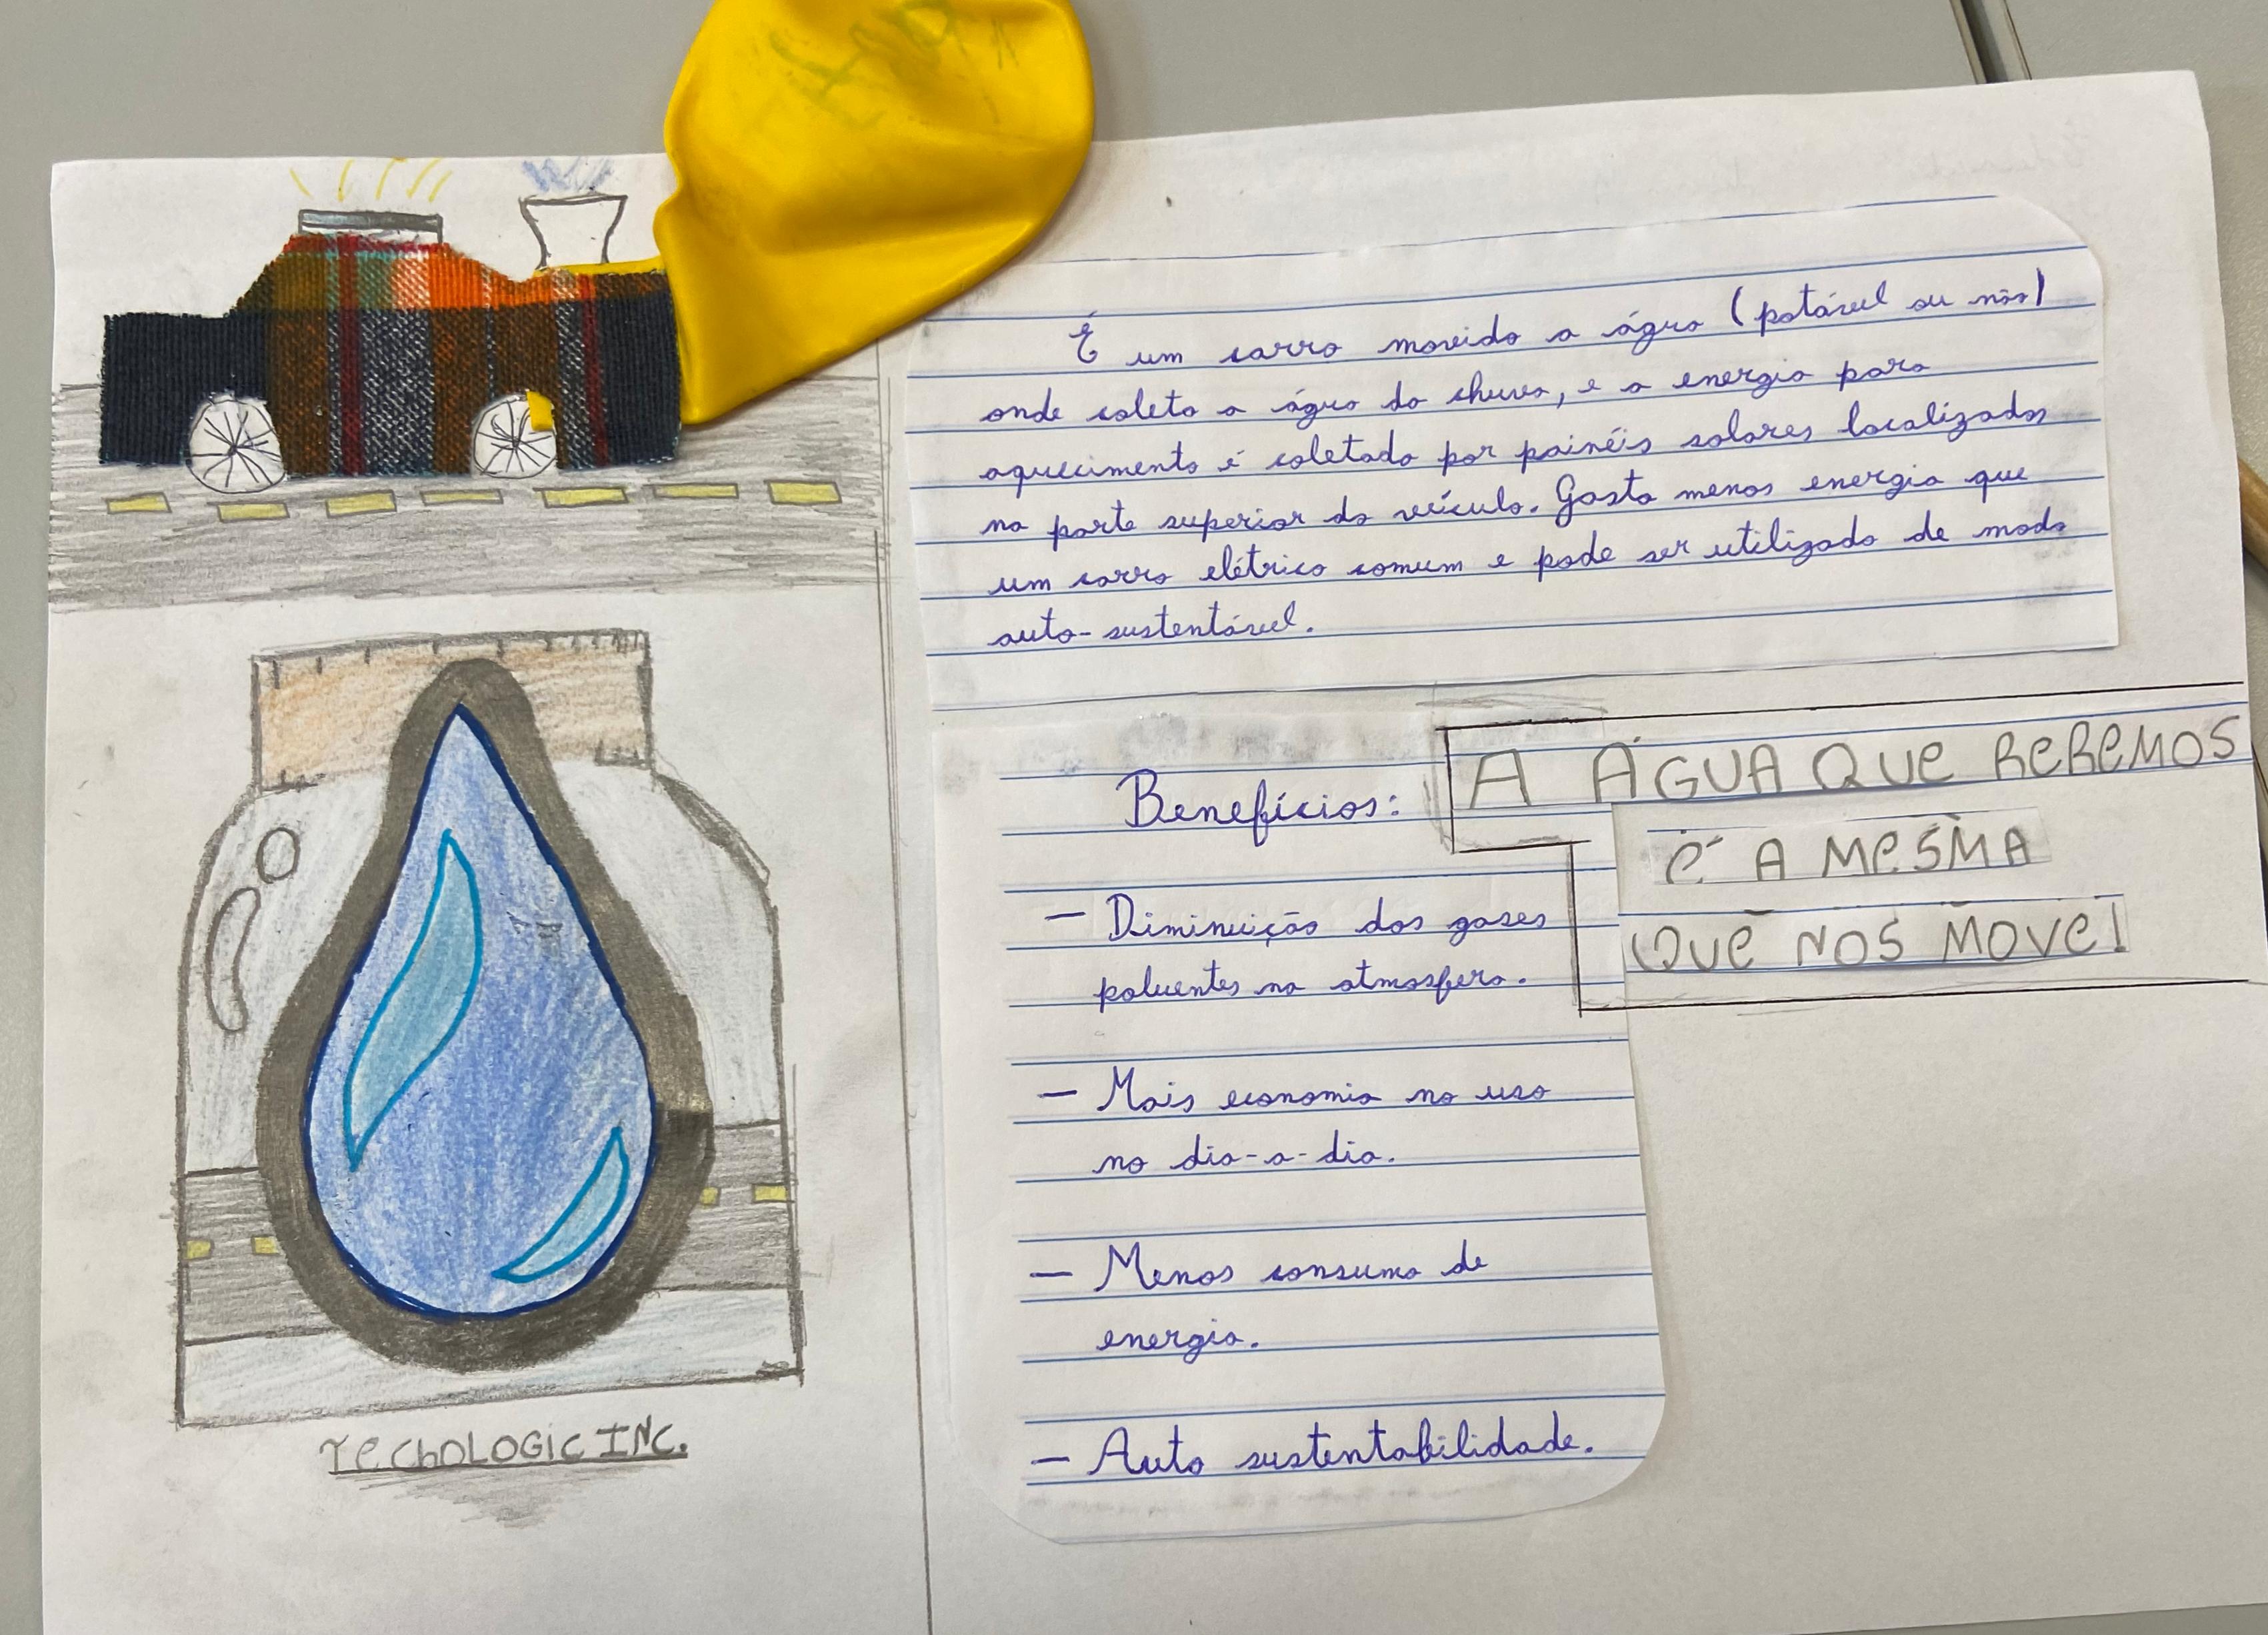 É um carro movido a água (potável ou não)
onde coleta a água da chuva, e a energia para
aquecimento é coletada por painéis solares localizados
na parte superior do veículo. Gasta menos energia que
um carro elétrico comum e pode ser utilizado de modo
auto-sustentável.
Benefícios:
- Diminuição dos gases
poluentes na atmosfera.
- Mais economia no uso
no dia-a-dia.
- Menos consumo de
energia.
- Auto sustentabilidade.
A ÁGUA QUE BEBEMOS
É A MESMA
QUE NOS MOVE!
TECHOLOGIC INC.